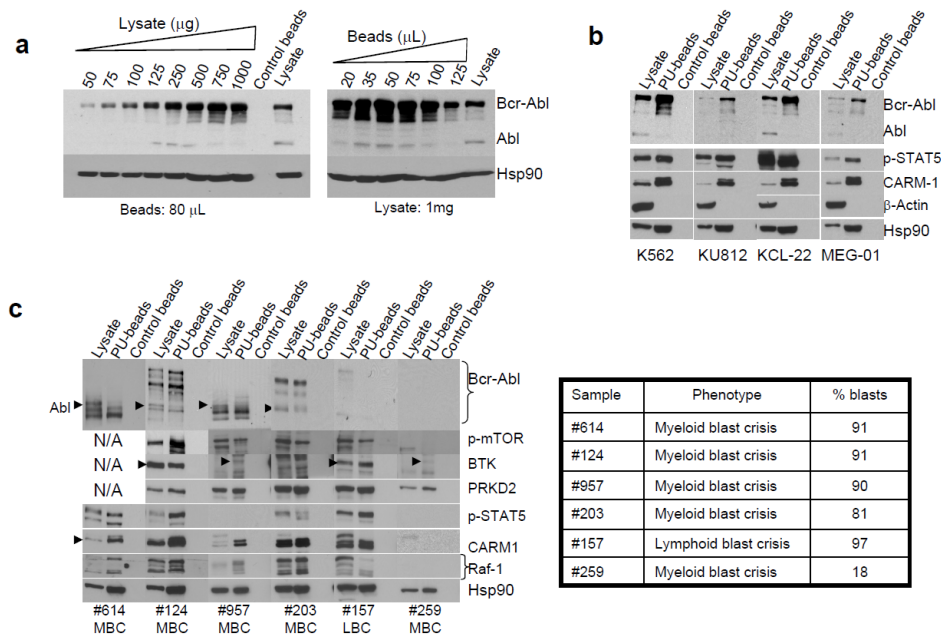 a
Lysate (μg)
50 75 100 125 250 500 750 1000 Control beads Lysate
Beads (μL)
20 35 50 75 100 125 Lysate
Bcr-Abl
Abl
Hsp90
Beads: 80 μL
Lysate: 1mg
b
Lysate PU-beads Control beads Lysate PU-beads Control beads Lysate PU-beads Control beads Lysate PU-beads Control beads
Bcr-Abl
Abl
p-STAT5
CARM-1
β-Actin
Hsp90
K562 KU812 KCL-22 MEG-01
c
Lysate PU-beads Control beads Lysate PU-beads Control beads Lysate PU-beads Control beads Lysate PU-beads Control beads Lysate PU-beads Control beads Lysate PU-beads Control beads
Bcr-Abl
Abl
N/A p-mTOR
N/A BTK
N/A PRKD2
p-STAT5
CARM1
Raf-1
Hsp90
#614 #124 #957 #203 #157 #259
MBC MBC MBC MBC LBC MBC
Sample Phenotype % blasts
#614 Myeloid blast crisis 91
#124 Myeloid blast crisis 91
#957 Myeloid blast crisis 90
#203 Myeloid blast crisis 81
#157 Lymphoid blast crisis 97
#259 Myeloid blast crisis 18